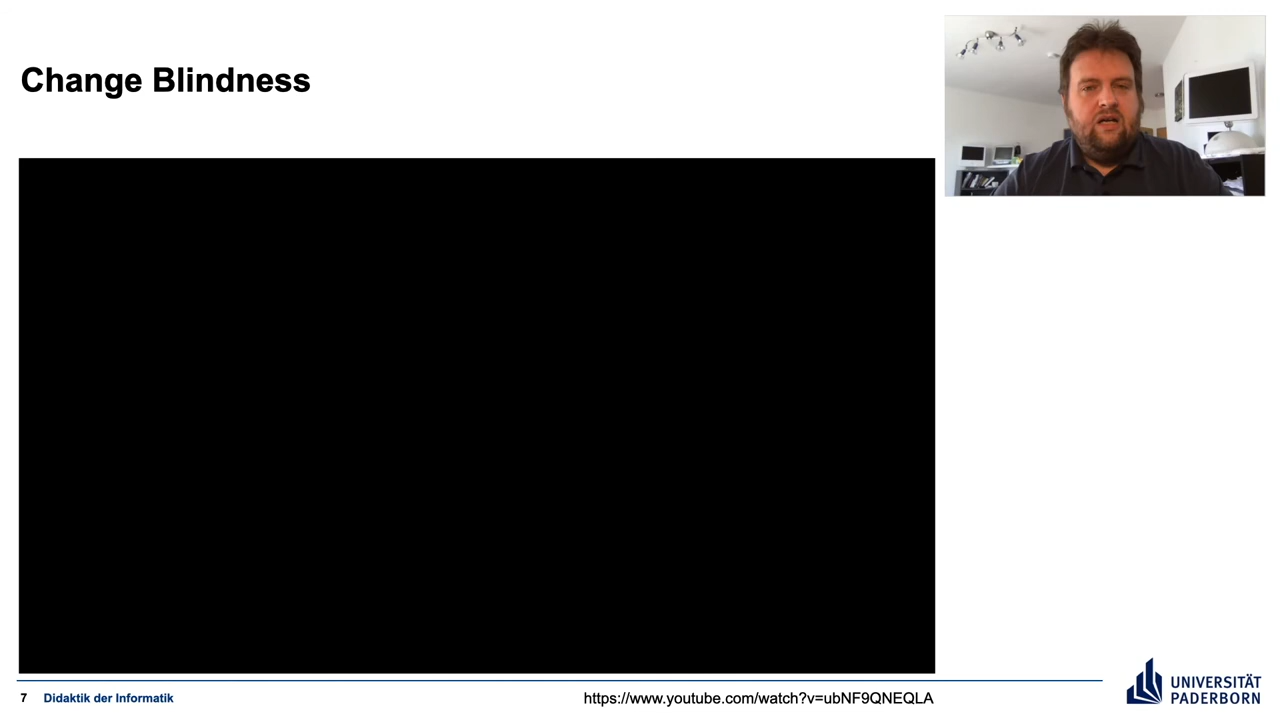 Change Blindness
7 Didaktik der Informatik
https://www.youtube.com/watch?v=ubNF9QNEQLA
UNIVERSITÄT
PADERBORN